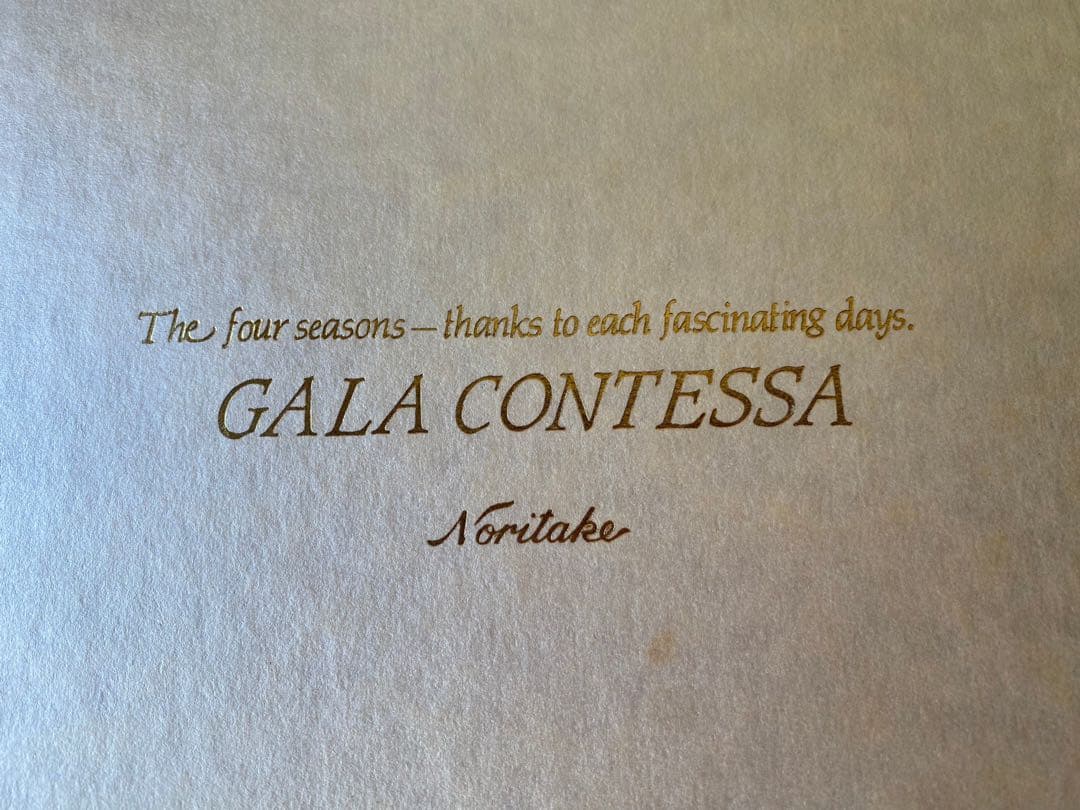 The four seasons—thanks to each fascinating days.
GALA CONTESSA
Noritake